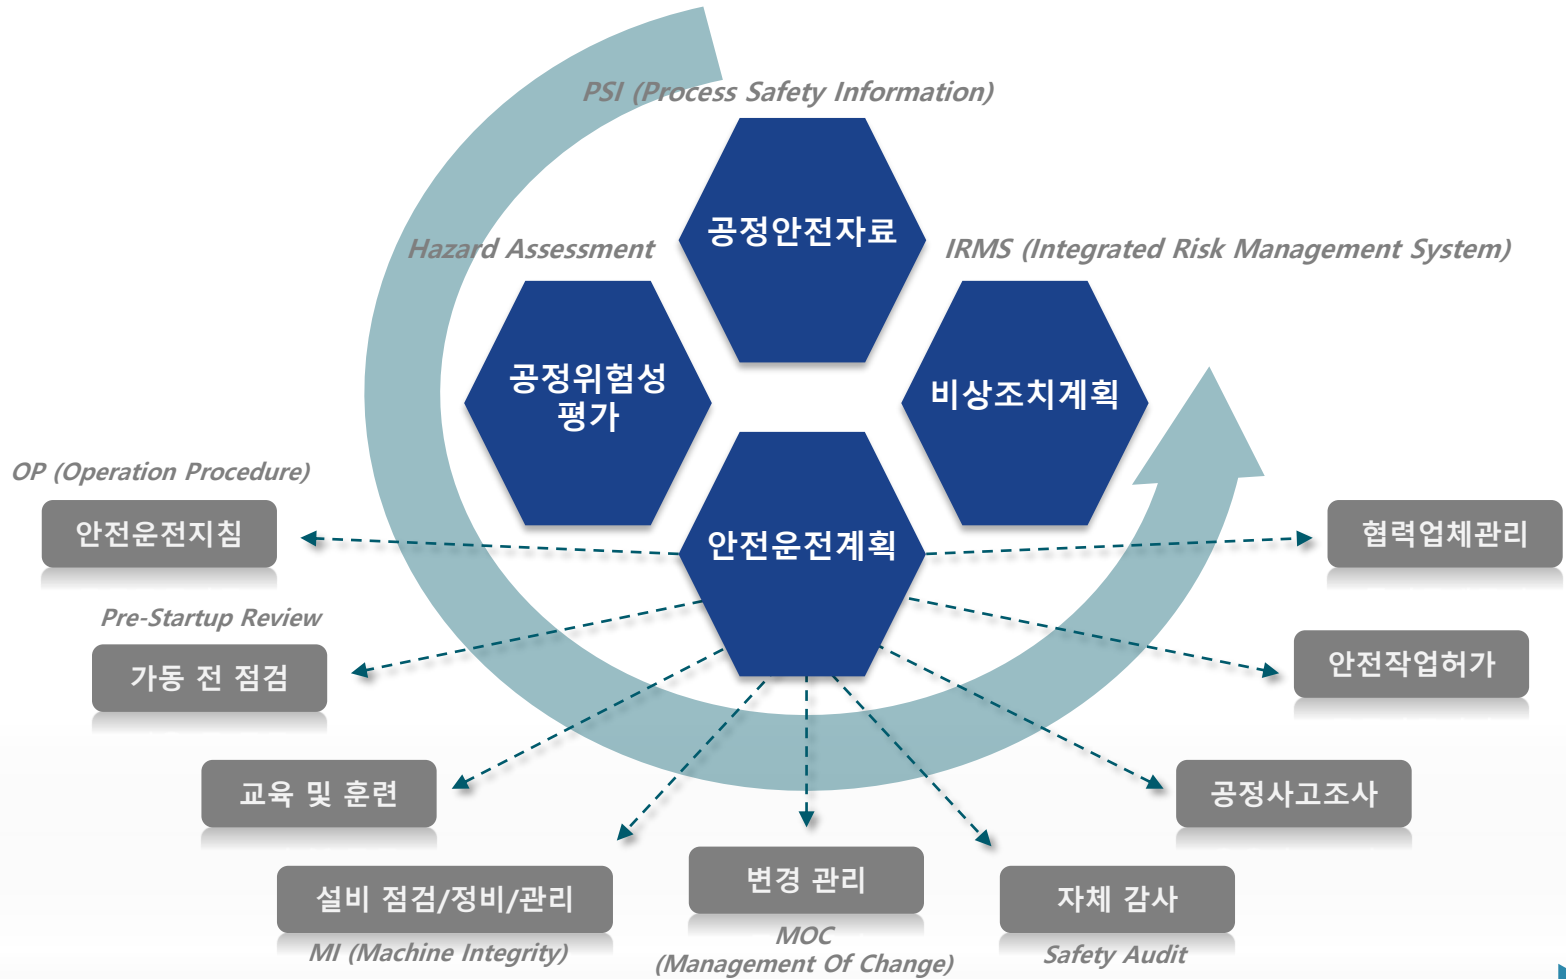 PSI (Process Safety Information)
공정안전자료
Hazard Assessment
IRMS (Integrated Risk Management System)
공정위험성
평가
비상조치계획
OP (Operation Procedure)
안전운전지침
안전운전계획
협력업체관리
Pre-Startup Review
가동 전 점검
안전작업허가
교육 및 훈련
공정사고조사
설비 점검/정비/관리
MI (Machine Integrity)
변경 관리
MOC
(Management Of Change)
자체 감사
Safety Audit